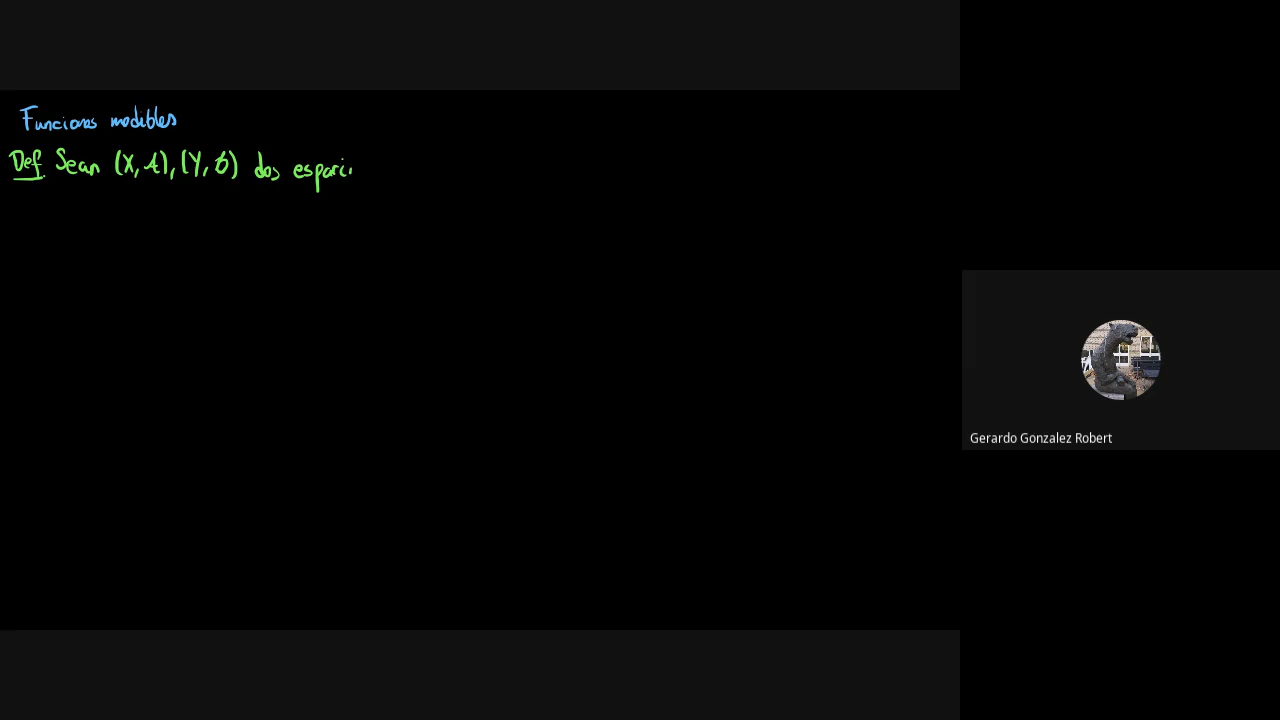 Funciones medibles
Def. Sean (X, A), (Y, B) dos espaci
Gerardo Gonzalez Robert